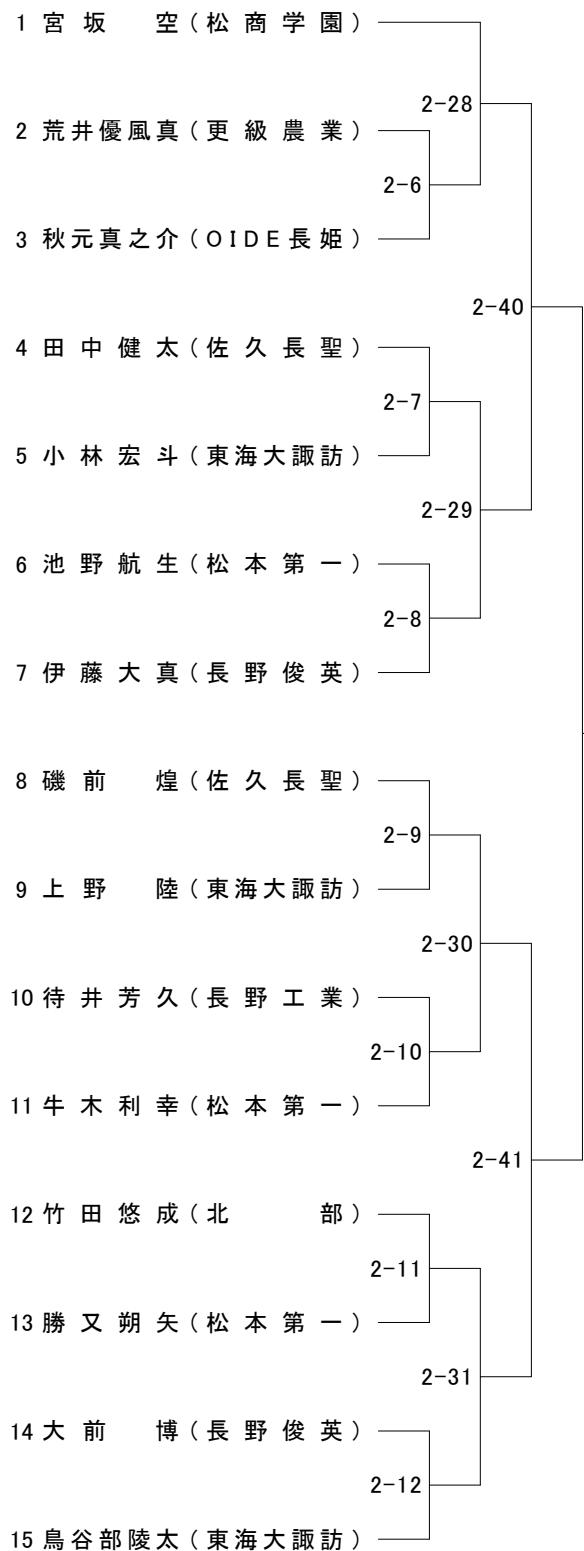 1 宮坂 空(松商学園)
2-28
2 荒井優風真(更級農業)
2-6
3 秋元真之介(OIDE長姫)
2-40
4 田中健太(佐久長聖)
2-7
5 小林宏斗(東海大諏訪)
2-29
6 池野航生(松本第一)
2-8
7 伊藤大真(長野俊英)
8 磯前 煌(佐久長聖)
2-9
9 上野 陸(東海大諏訪)
2-30
10 待井芳久(長野工業)
2-10
11 牛木利幸(松本第一)
2-41
12 竹田悠成(北 部)
2-11
13 勝又朔矢(松本第一)
2-31
14 大前 博(長野俊英)
2-12
15 鳥谷部陵太(東海大諏訪)